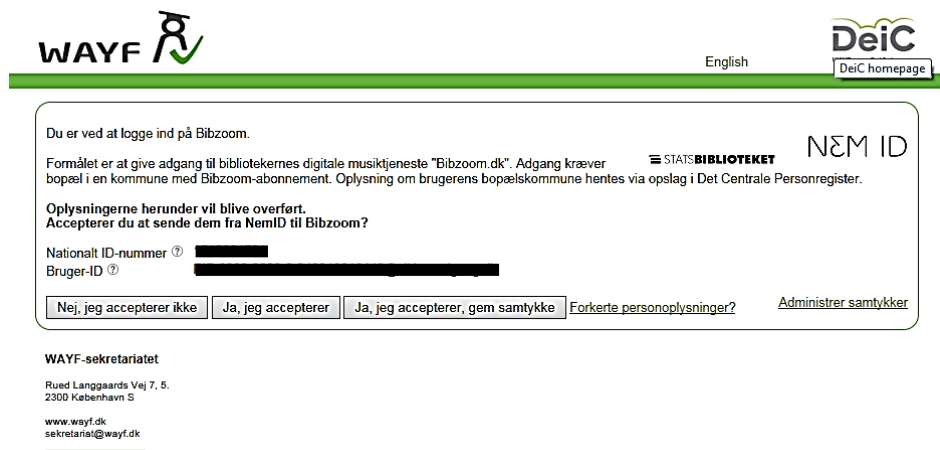 WAYF
English
DeiC
DeiC homepage
Du er ved at logge ind på Bibzoom.
NEM ID
STATSBIBLIOTEKET
Formålet er at give adgang til bibliotekernes digitale musiktjeneste "Bibzoom.dk". Adgang kræver
bopæl i en kommune med Bibzoom-abonnement. Oplysning om brugerens bopælskommune hentes via opslag i Det Centrale Personregister.
Oplysningerne herunder vil blive overført.
Accepterer du at sende dem fra NemID til Bibzoom?
Nationalt ID-nummer ?
Bruger-ID ?
Nej, jeg accepterer ikke Ja, jeg accepterer Ja, jeg accepterer, gem samtykke Forkerte personoplysninger? Administrer samtykker
WAYF-sekretariatet
Rued Langgaards Vej 7, 5.
2300 København S
www.wayf.dk
sekretariat@wayf.dk